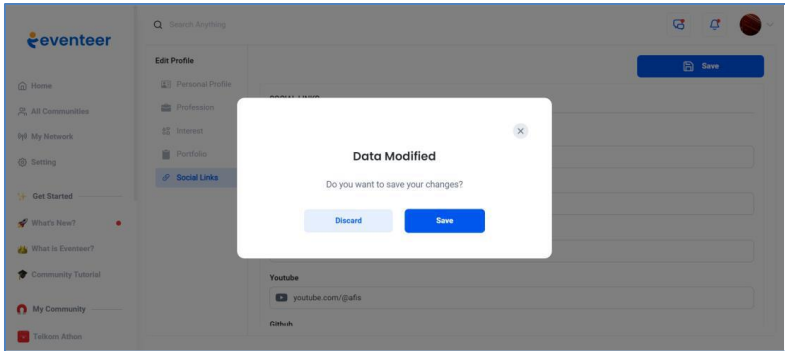 eventeer
Search Anything
Home
All Communities
My Network
Setting
Get Started
What's New?
What is Eventeer?
Community Tutorial
My Community
Telkom Athon
Edit Profile
Personal Profile
Profession
Interest
Portfolio
Social Links
Save
SOCIAL LINKS
Data Modified
Do you want to save your changes?
Discard
Save
Youtube
youtube.com/@afis
Github